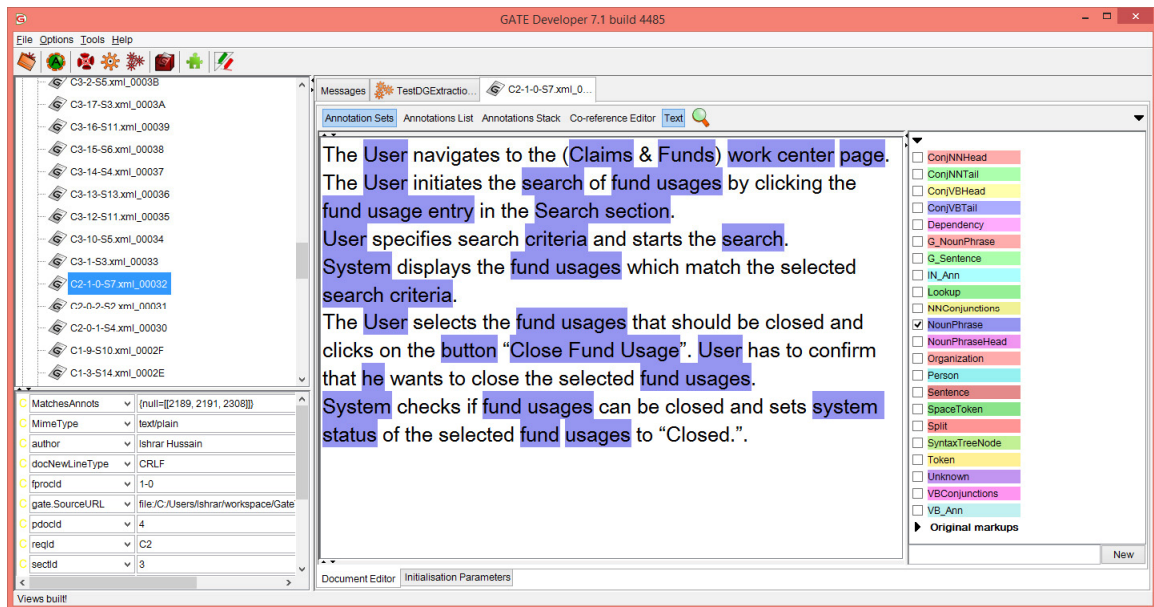 GATE Developer 7.1 build 4485
File Options Tools Help
C3-2-S5.xml_0003B
C3-17-S3.xml_0003A
C3-16-S11.xml_00039
C3-15-S6.xml_00038
C3-14-S4.xml_00037
C3-13-S13.xml_00036
C3-12-S11.xml_00035
C3-10-S5.xml_00034
C3-1-S3.xml_00033
C2-1-0-S7.xml_00032
C2-0-2-S2.xml_00031
C2-0-1-S4.xml_00030
C1-9-S10.xml_0002F
C1-3-S14.xml_0002E
C MatchesAnnots {null=[[2189, 2191, 2308]]}
C MimeType text/plain
C author Ishrar Hussain
C docNewLineType CRLF
C fprocId 1-0
C gate.SourceURL file:/C:/Users/Ishrar/workspace/Gate
C pdocId 4
C reqId C2
C sectId 3
Views built!
Messages TestDGExtractio... C2-1-0-S7.xml_0...
Annotation Sets Annotations List Annotations Stack Co-reference Editor Text
The User navigates to the (Claims & Funds) work center page.
The User initiates the search of fund usages by clicking the
fund usage entry in the Search section.
User specifies search criteria and starts the search.
System displays the fund usages which match the selected
search criteria.
The User selects the fund usages that should be closed and
clicks on the button “Close Fund Usage”. User has to confirm
that he wants to close the selected fund usages.
System checks if fund usages can be closed and sets system
status of the selected fund usages to “Closed.”.
ConjNNHead
ConjNNTail
ConjVBHead
ConjVBTail
Dependency
G_NounPhrase
G_Sentence
IN_Ann
Lookup
NNConjunctions
NounPhrase
NounPhraseHead
Organization
Person
Sentence
SpaceToken
Split
SyntaxTreeNode
Token
Unknown
VBConjunctions
VB_Ann
Original markups
New
Document Editor Initialisation Parameters